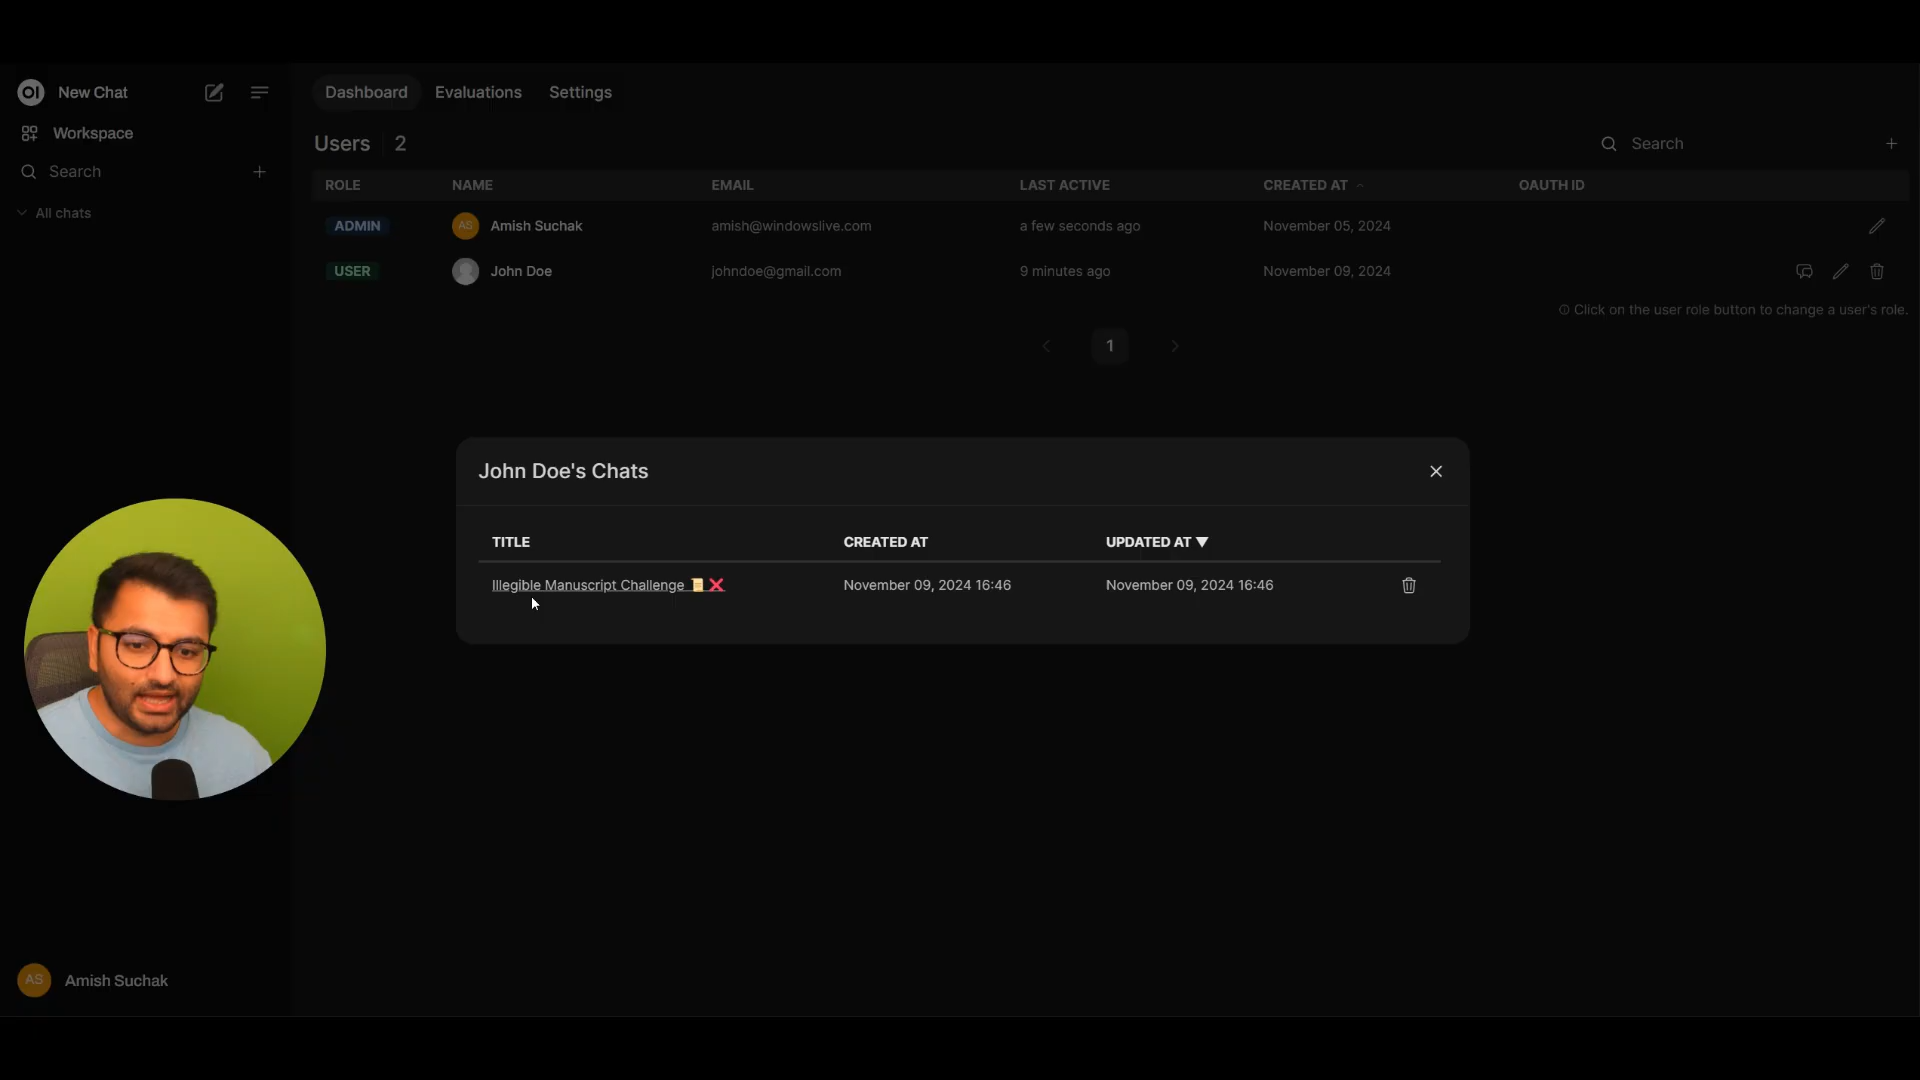 OI New Chat
Workspace
Search
All chats
Dashboard Evaluations Settings
Users 2
Search
ROLE NAME EMAIL LAST ACTIVE CREATED AT OAUTH ID
ADMIN AS Amish Suchak amish@windowslive.com a few seconds ago November 05, 2024
USER John Doe johndoe@gmail.com 9 minutes ago November 09, 2024
Click on the user role button to change a user's role.
1
John Doe's Chats
TITLE CREATED AT UPDATED AT ▼
Illegible Manuscript Challenge 📜❌ November 09, 2024 16:46 November 09, 2024 16:46
AS Amish Suchak